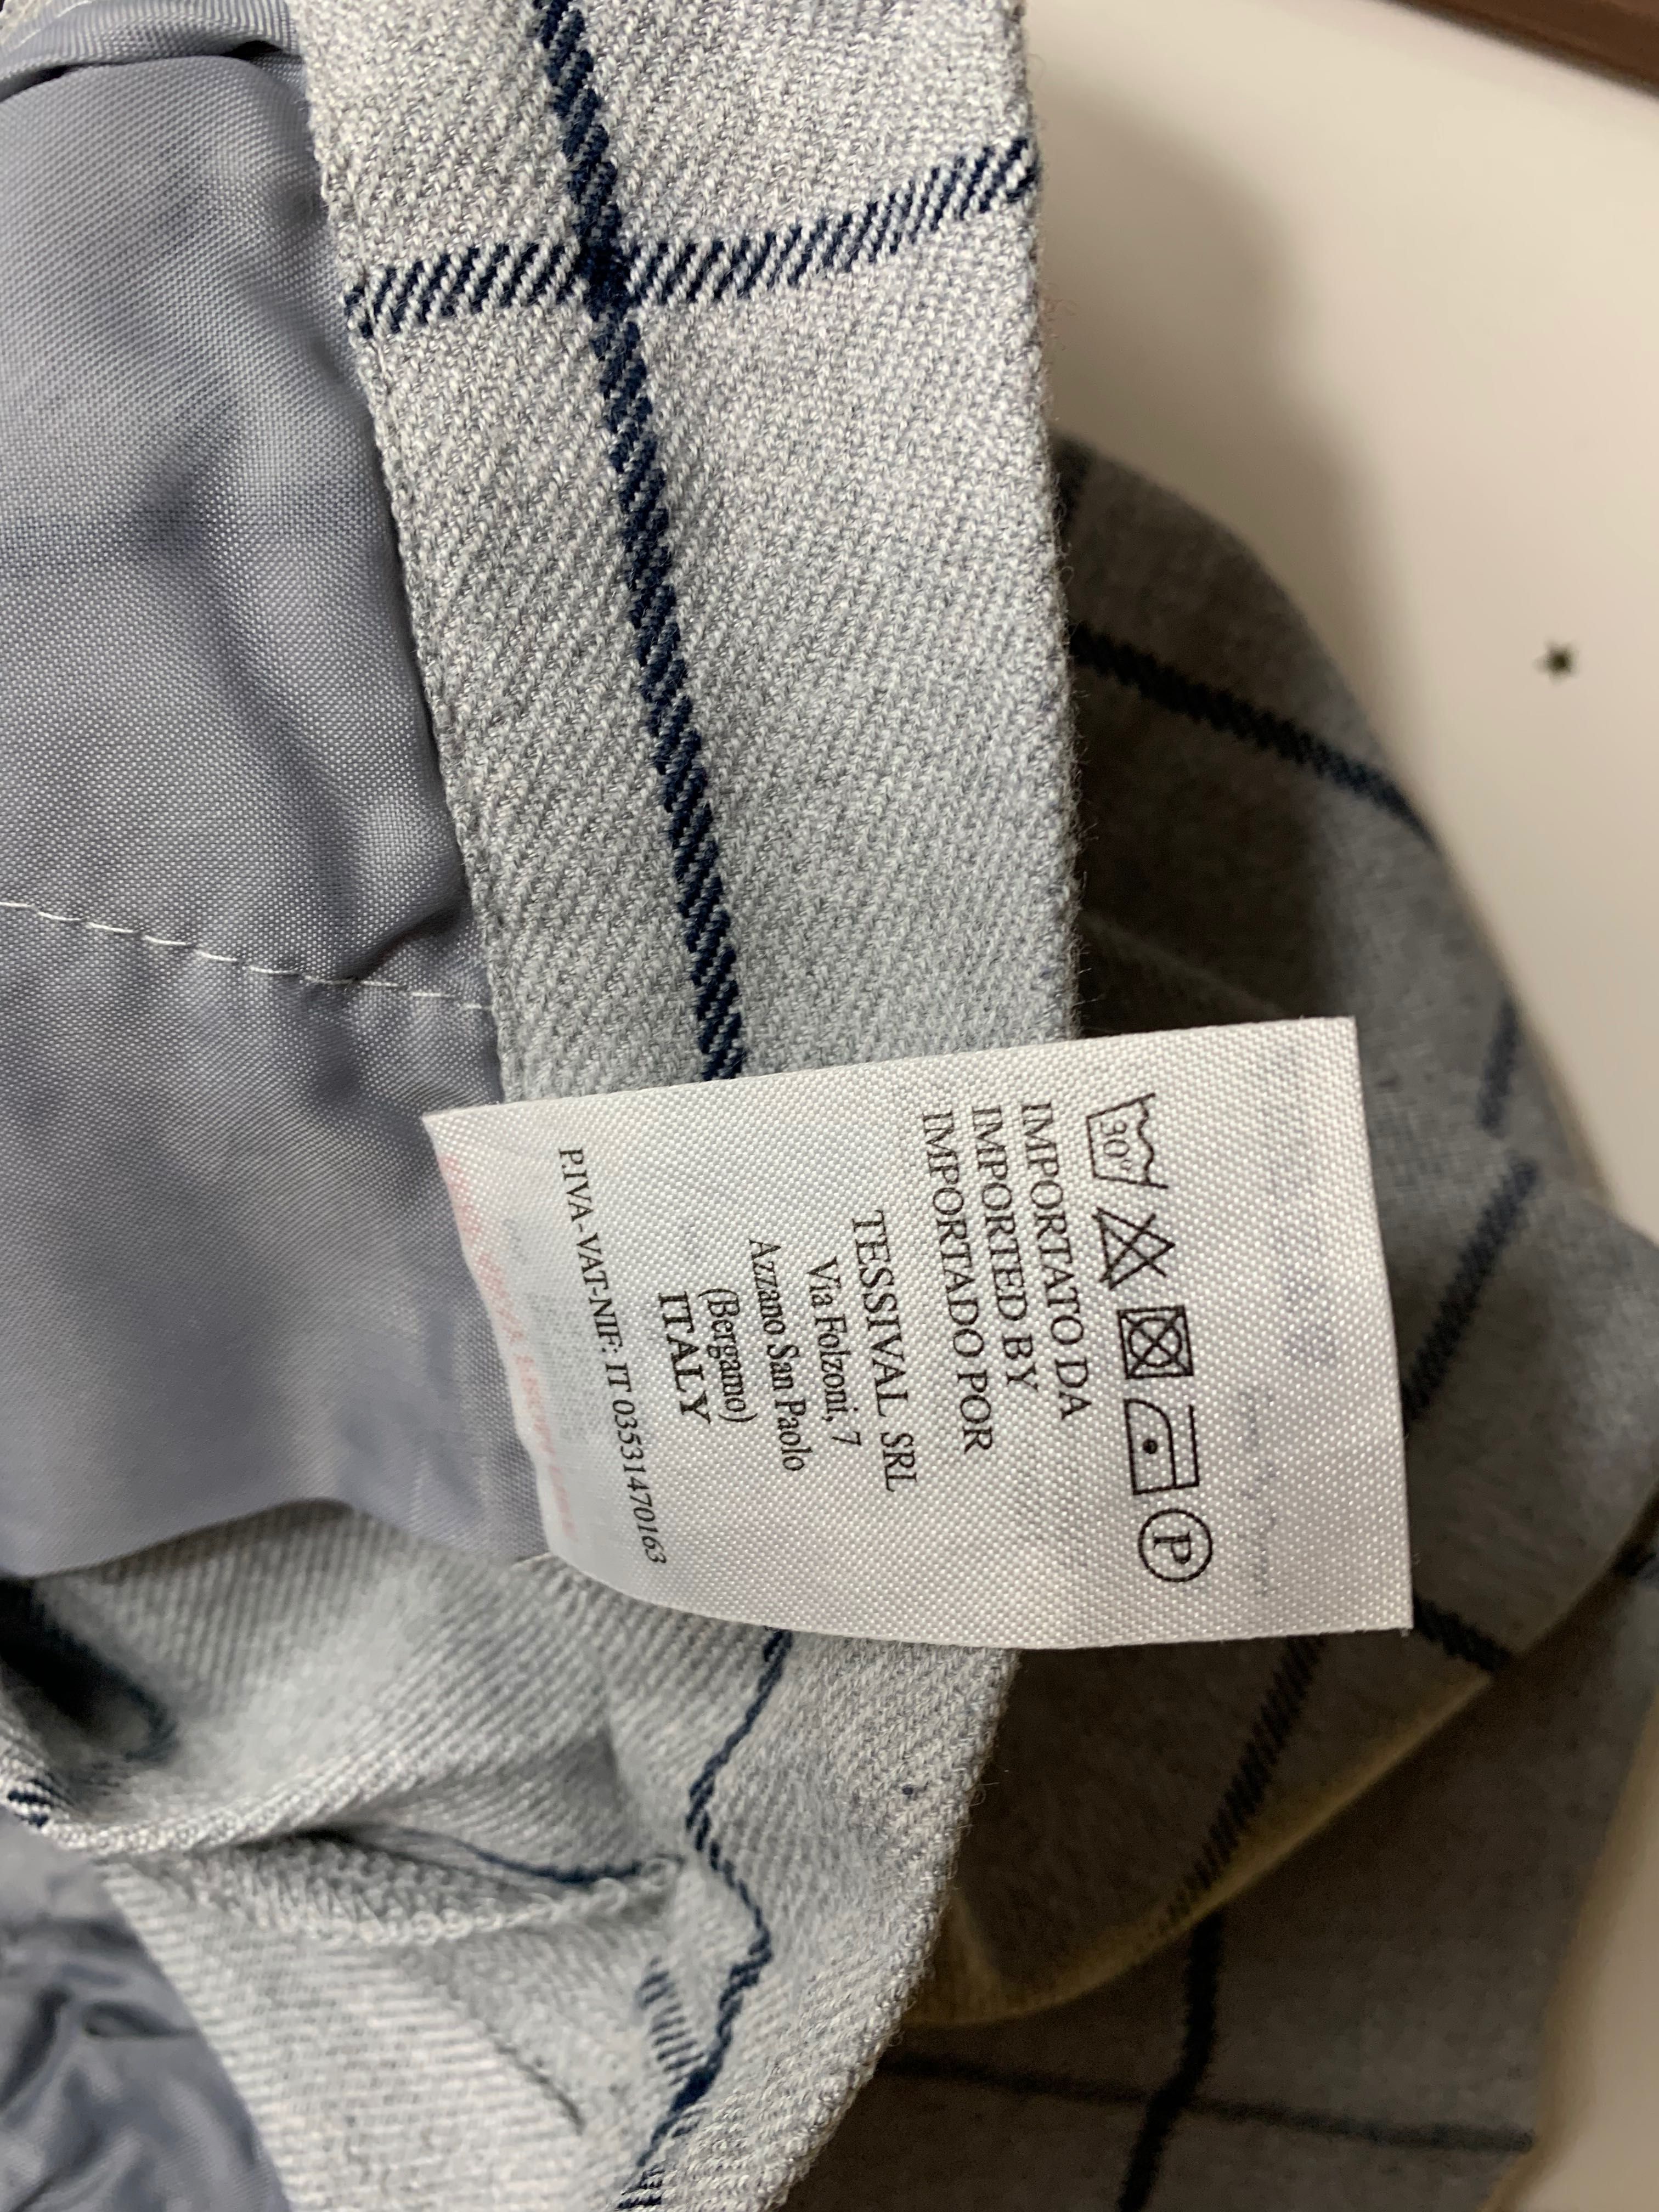 30°
P
IMPORTATO DA
IMPORTED BY
IMPORTADO POR
TESSIVAL SRL
Via Folzoni, 7
Azzano San Paolo
(Bergamo)
ITALY
P.IVA-VAT-NIF: IT 03531470163